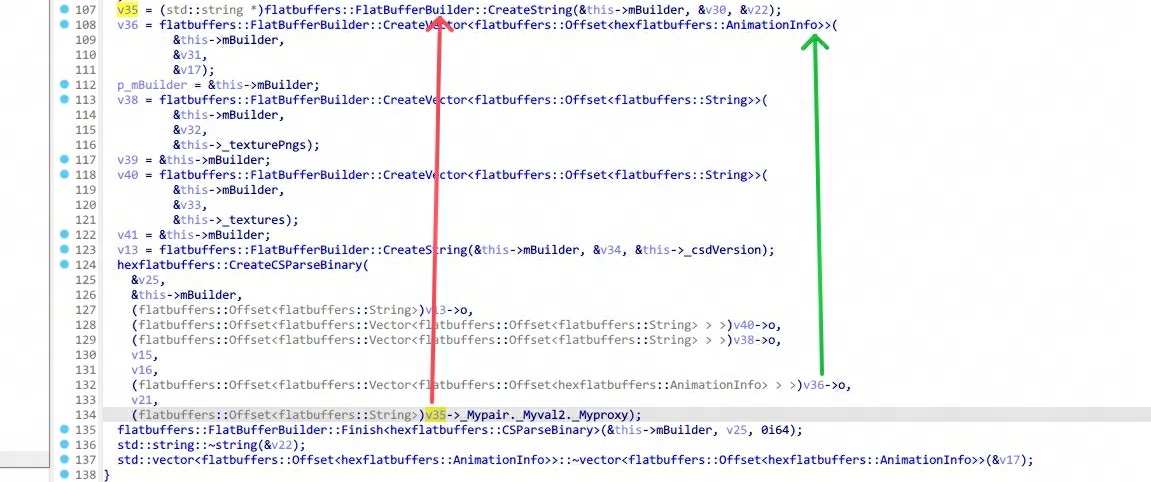 107 v35 = (std::string *)flatbuffers::FlatBufferBuilder::CreateString(&this->mBuilder, &v30, &v22);
108 v36 = flatbuffers::FlatBufferBuilder::CreateVector<flatbuffers::Offset<hexflatbuffers::AnimationInfo>>(
109 &this->mBuilder,
110 &v31,
111 &v17);
112 p_mBuilder = &this->mBuilder;
113 v38 = flatbuffers::FlatBufferBuilder::CreateVector<flatbuffers::Offset<flatbuffers::String>>(
114 &this->mBuilder,
115 &v32,
116 &this->_texturePngs);
117 v39 = &this->mBuilder;
118 v40 = flatbuffers::FlatBufferBuilder::CreateVector<flatbuffers::Offset<flatbuffers::String>>(
119 &this->mBuilder,
120 &v33,
121 &this->_textures);
122 v41 = &this->mBuilder;
123 v13 = flatbuffers::FlatBufferBuilder::CreateString(&this->mBuilder, &v34, &this->_csdVersion);
124 hexflatbuffers::CreateCSParseBinary(
125 &v25,
126 &this->mBuilder,
127 (flatbuffers::Offset<flatbuffers::String>)v13->o,
128 (flatbuffers::Offset<flatbuffers::Vector<flatbuffers::Offset<flatbuffers::String> > >)v40->o,
129 (flatbuffers::Offset<flatbuffers::Vector<flatbuffers::Offset<flatbuffers::String> > >)v38->o,
130 v15,
131 v16,
132 (flatbuffers::Offset<flatbuffers::Vector<flatbuffers::Offset<hexflatbuffers::AnimationInfo> > >)v36->o,
133 v21,
134 (flatbuffers::Offset<flatbuffers::String>)v35->_Mypair._Myval2._Myproxy);
135 flatbuffers::FlatBufferBuilder::Finish<hexflatbuffers::CSParseBinary>(&this->mBuilder, v25, 0i64);
136 std::string::~string(&v22);
137 std::vector<flatbuffers::Offset<hexflatbuffers::AnimationInfo>>::~vector<flatbuffers::Offset<hexflatbuffers::AnimationInfo>>(&v17);
138 }